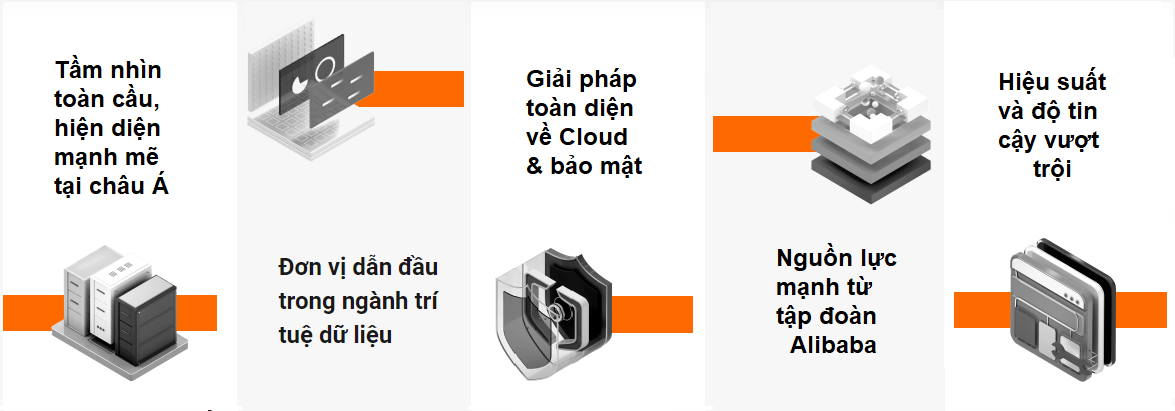 Tầm nhìn
toàn cầu,
hiện diện
mạnh mẽ
tại châu Á
Đơn vị dẫn đầu
trong ngành trí
tuệ dữ liệu
Giải pháp
toàn diện
về Cloud
& bảo mật
Nguồn lực
mạnh từ
tập đoàn
Alibaba
Hiệu suất
và độ tin
cậy vượt
trội